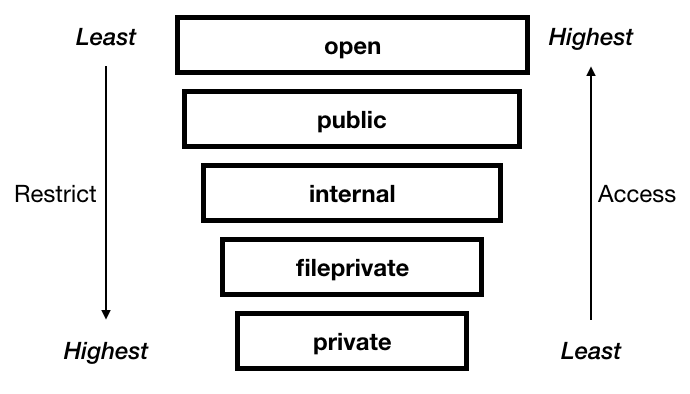 Least
open
Highest
public
Restrict
internal
Access
fileprivate
Highest
private
Least